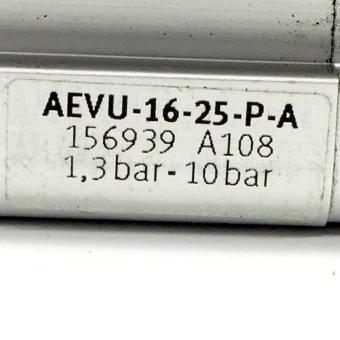 AEVU-16-25-P-A
156939 A108
1,3 bar - 10 bar